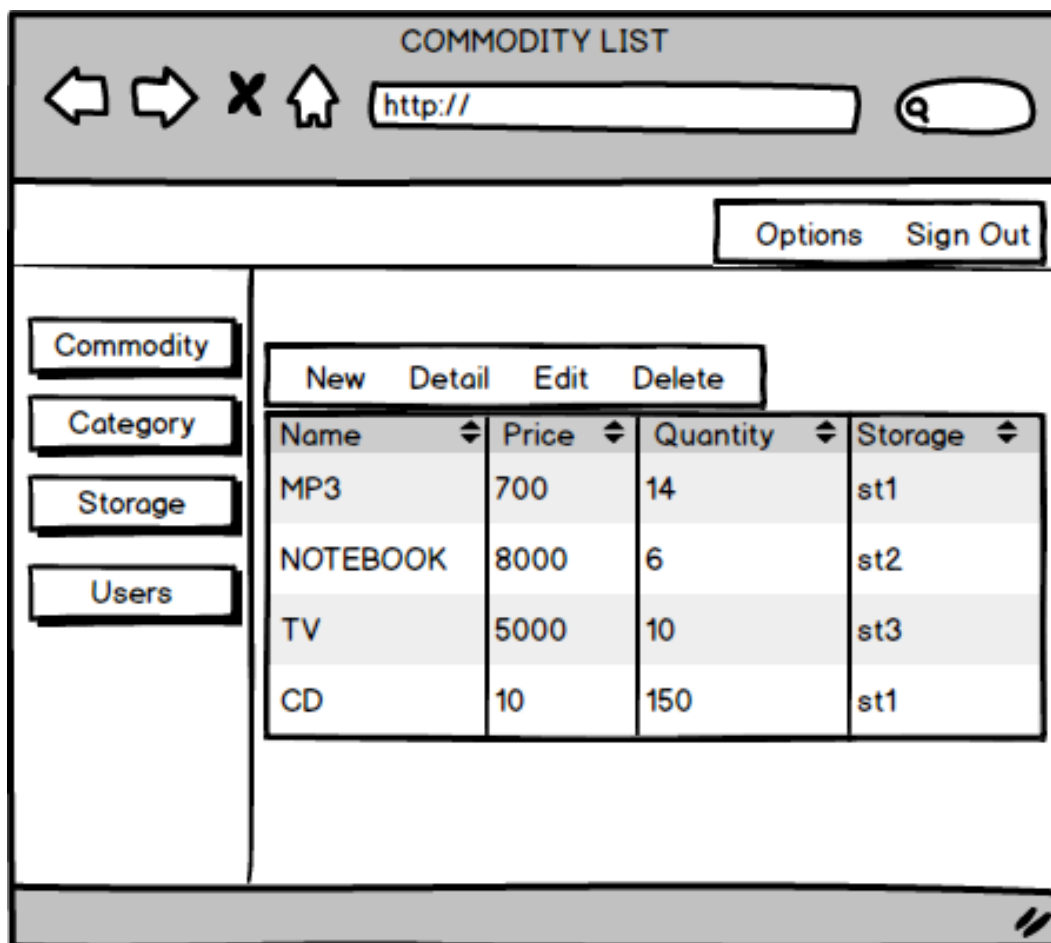 COMMODITY LIST
http://
Options Sign Out
Commodity
Category
Storage
Users
New Detail Edit Delete
Name Price Quantity Storage
MP3 700 14 st1
NOTEBOOK 8000 6 st2
TV 5000 10 st3
CD 10 150 st1